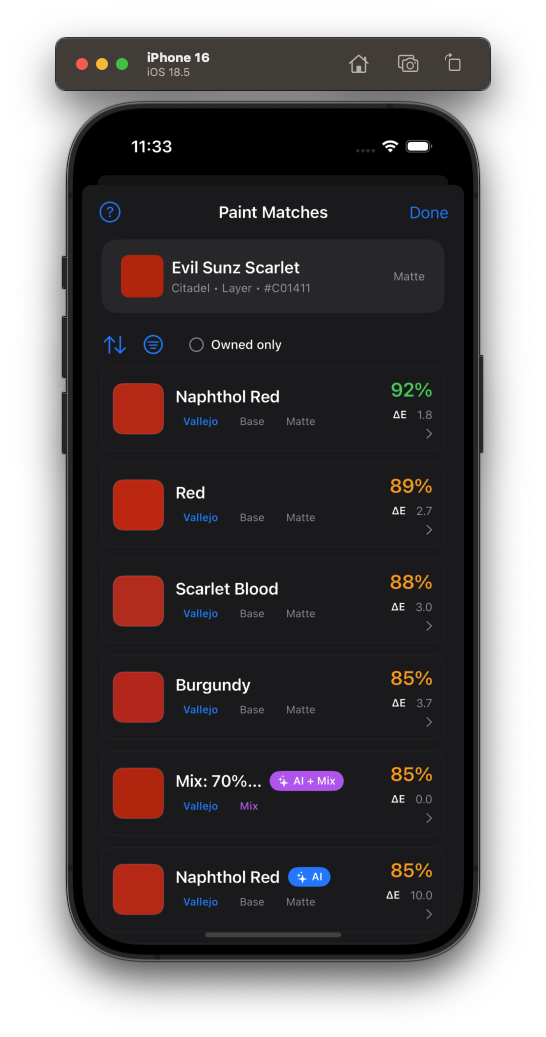 iPhone 16
iOS 18.5
11:33
?
Paint Matches
Done
Evil Sunz Scarlet
Citadel • Layer • #C01411
Matte
Owned only
Naphthol Red
92%
Vallejo Base Matte
ΔE 1.8
Red
89%
Vallejo Base Matte
ΔE 2.7
Scarlet Blood
88%
Vallejo Base Matte
ΔE 3.0
Burgundy
85%
Vallejo Base Matte
ΔE 3.7
Mix: 70%... AI + Mix
85%
Vallejo Mix
ΔE 0.0
Naphthol Red AI
85%
Vallejo Base Matte
ΔE 10.0